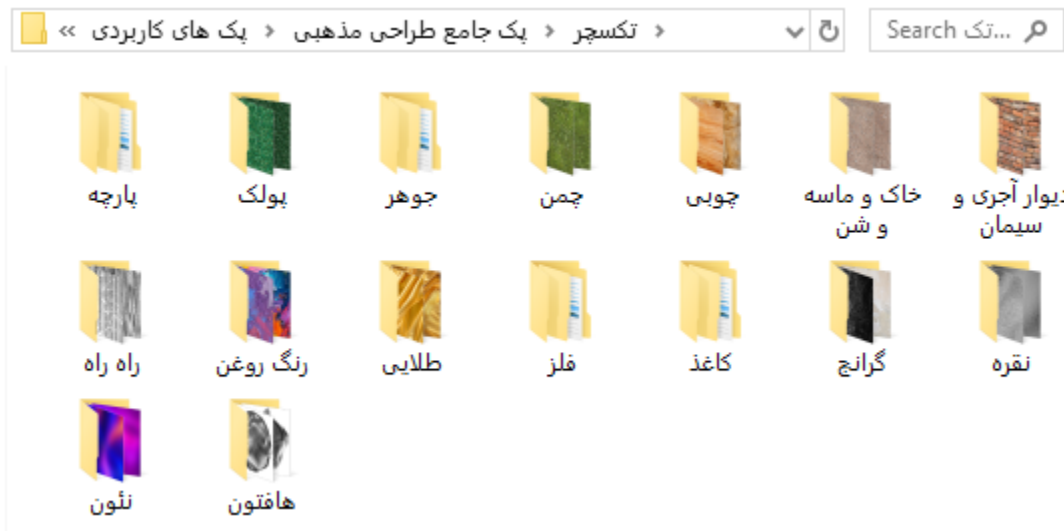 « پک های کاربردی › پک جامع طراحی مذهبی › تکسچر ›
Search تک...
پارچه
پولک
جوهر
چمن
چوبی
خاک و ماسه
و شن
دیوار آجری و
سیمان
راه راه
رنگ روغن
طلایی
فلز
کاغذ
گرانج
نقره
نئون
هافتون